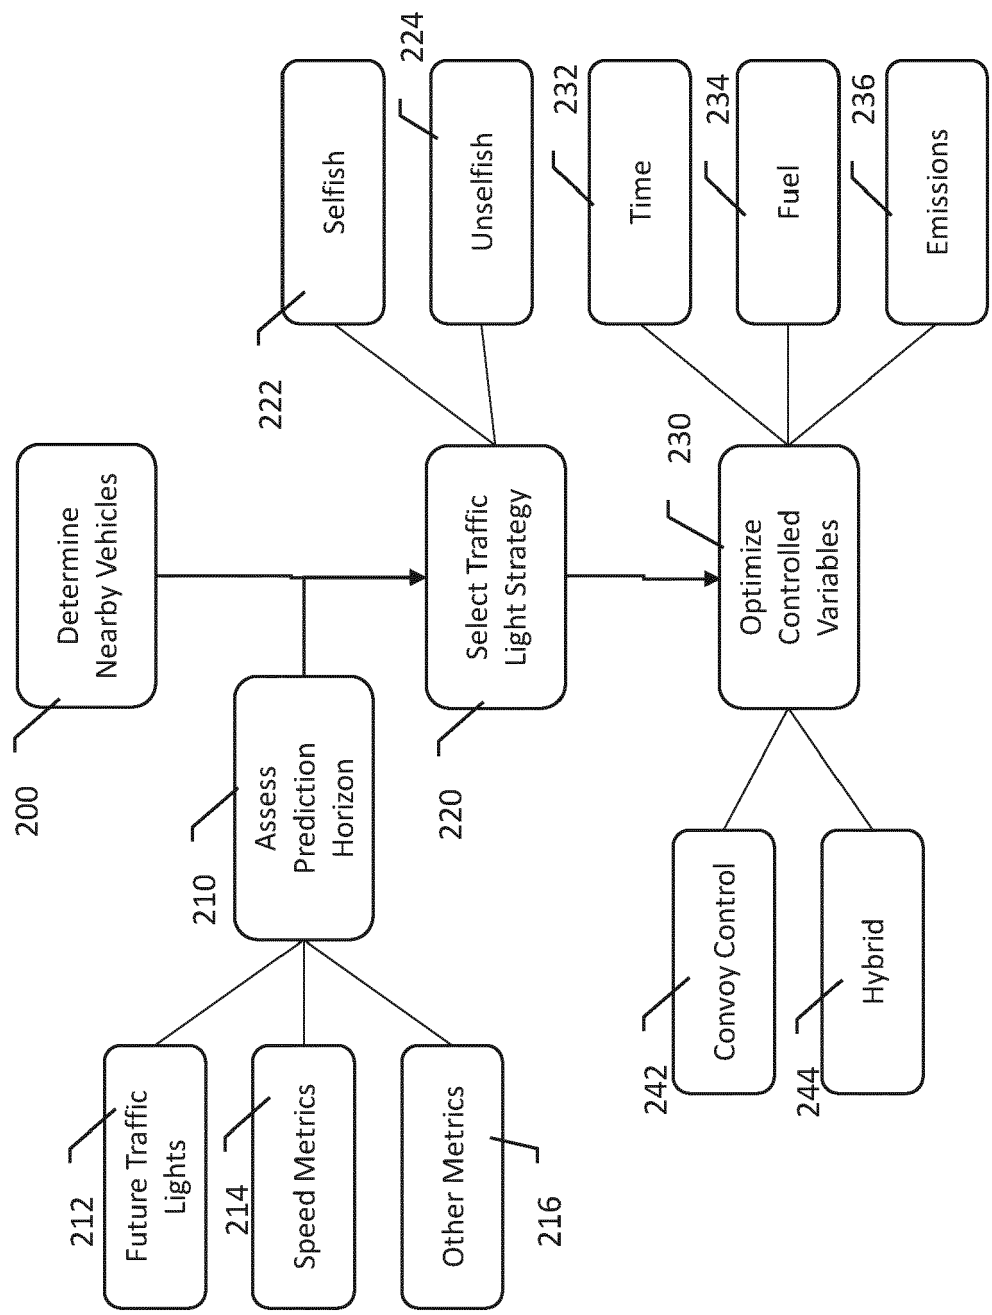 200
Determine
Nearby Vehicles
210
Assess
Prediction
Horizon
212
Future Traffic
Lights
214
Speed Metrics
Other Metrics
216
220
Select Traffic
Light Strategy
222
Selfish
224
Unselfish
230
Optimize
Controlled
Variables
232
Time
234
Fuel
236
Emissions
242
Convoy Control
244
Hybrid